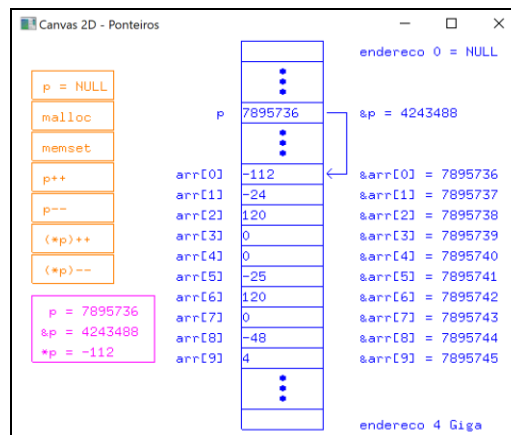 Canvas 2D - Ponteiros
endereco 0 = NULL
p = NULL
malloc
memset
p++
p--
(*p)++
(*p)--
p = 7895736
&p = 4243488
*p = -112
p 7895736 &p = 4243488
arr[0] -112 &arr[0] = 7895736
arr[1] -24 &arr[1] = 7895737
arr[2] 120 &arr[2] = 7895738
arr[3] 0 &arr[3] = 7895739
arr[4] 0 &arr[4] = 7895740
arr[5] -25 &arr[5] = 7895741
arr[6] 120 &arr[6] = 7895742
arr[7] 0 &arr[7] = 7895743
arr[8] -48 &arr[8] = 7895744
arr[9] 4 &arr[9] = 7895745
endereco 4 Giga